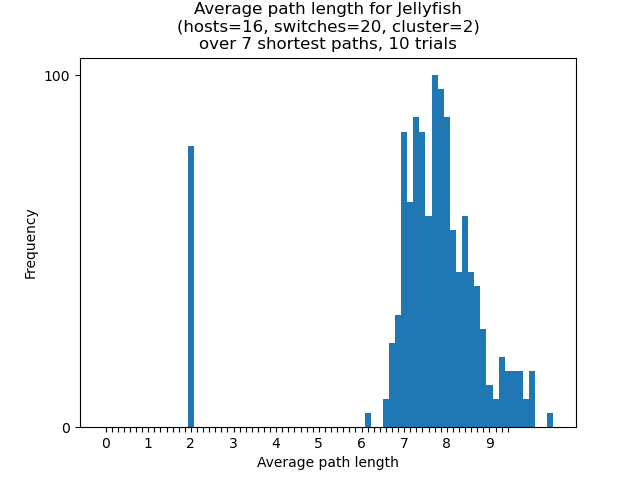 Average path length for Jellyfish
(hosts=16, switches=20, cluster=2)
over 7 shortest paths, 10 trials
100
Frequency
0
0 1 2 3 4 5 6 7 8 9
Average path length